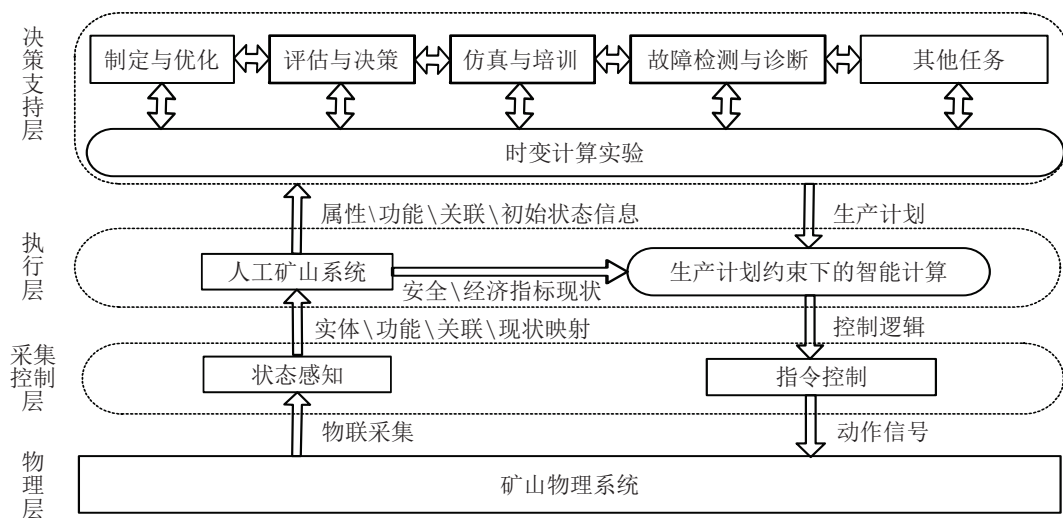 决策支持层
制定与优化
评估与决策
仿真与培训
故障检测与诊断
其他任务
时变计算实验
属性\功能\关联\初始状态信息
生产计划
执行层
人工矿山系统
安全\经济指标现状
生产计划约束下的智能计算
实体\功能\关联\现状映射
控制逻辑
采集
控制
层
状态感知
指令控制
物联采集
动作信号
物理层
矿山物理系统